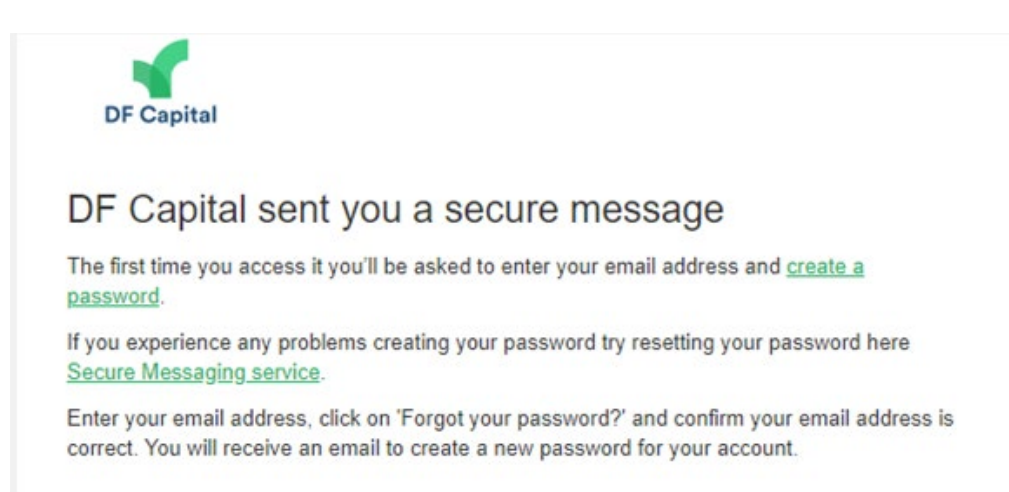 DF Capital
DF Capital sent you a secure message
The first time you access it you'll be asked to enter your email address and create a
password.
If you experience any problems creating your password try resetting your password here
Secure Messaging service.
Enter your email address, click on 'Forgot your password?' and confirm your email address is
correct. You will receive an email to create a new password for your account.